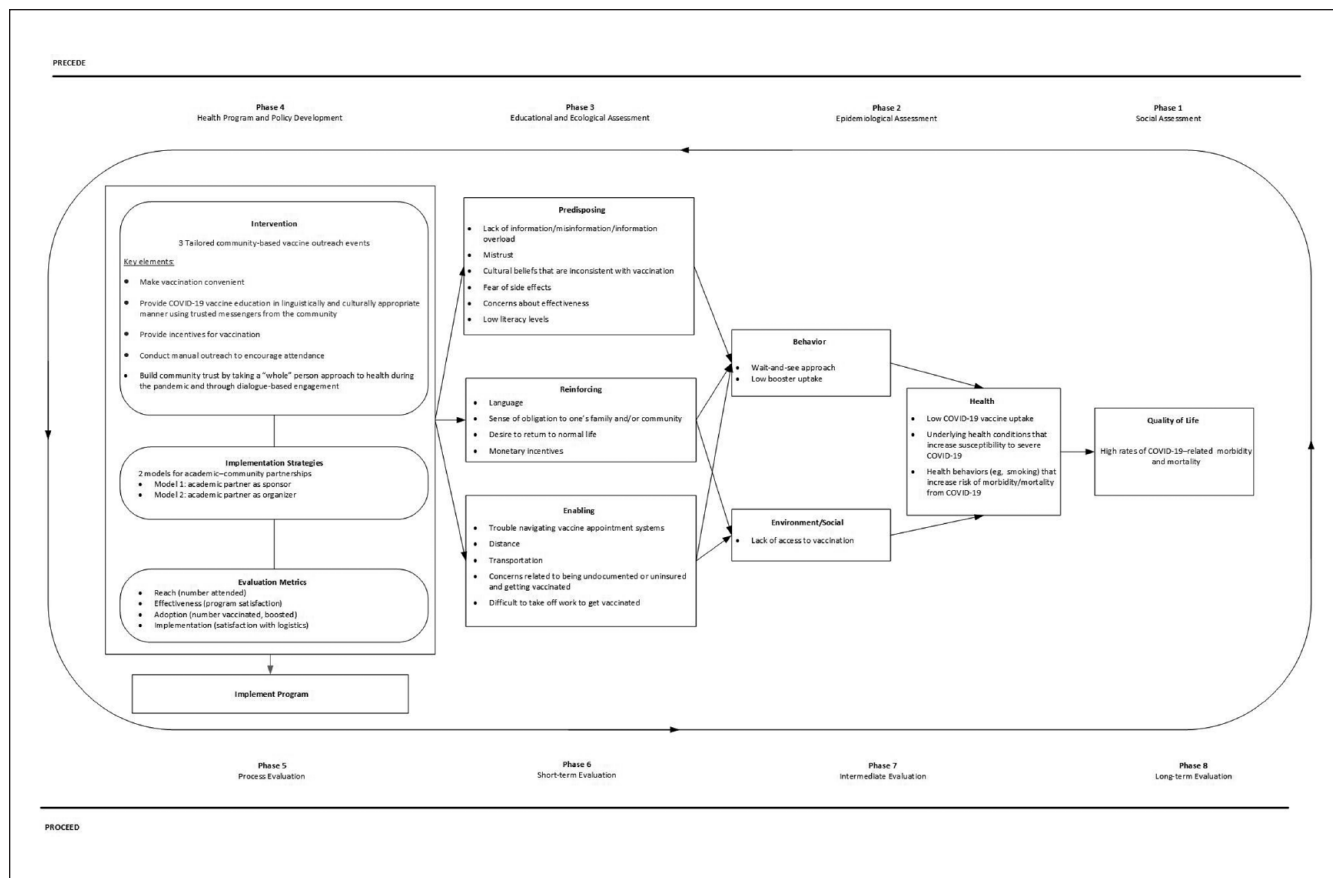 PRECEDE
Phase 4
Health Program and Policy Development
Phase 3
Educational and Ecological Assessment
Phase 2
Epidemiological Assessment
Phase 1
Social Assessment
Intervention
3 Tailored community-based vaccine outreach events
Key elements:
• Make vaccination convenient
• Provide COVID-19 vaccine education in linguistically and culturally appropriate
manner using trusted messengers from the community
• Provide incentives for vaccination
• Conduct manual outreach to encourage attendance
• Build community trust by taking a "whole" person approach to health during
the pandemic and through dialogue-based engagement
Implementation Strategies
2 models for academic–community partnerships
• Model 1: academic partner as sponsor
• Model 2: academic partner as organizer
Evaluation Metrics
• Reach (number attended)
• Effectiveness (program satisfaction)
• Adoption (number vaccinated, boosted)
• Implementation (satisfaction with logistics)
Implement Program
Predisposing
• Lack of information/misinformation/information
overload
• Mistrust
• Cultural beliefs that are inconsistent with vaccination
• Fear of side effects
• Concerns about effectiveness
• Low literacy levels
Reinforcing
• Language
• Sense of obligation to one's family and/or community
• Desire to return to normal life
• Monetary incentives
Enabling
• Trouble navigating vaccine appointment systems
• Distance
• Transportation
• Concerns related to being undocumented or uninsured
and getting vaccinated
• Difficult to take off work to get vaccinated
Behavior
• Wait-and-see approach
• Low booster uptake
Environment/Social
• Lack of access to vaccination
Health
• Low COVID-19 vaccine uptake
• Underlying health conditions that
increase susceptibility to severe
COVID-19
• Health behaviors (eg, smoking) that
increase risk of morbidity/mortality
from COVID-19
Quality of Life
High rates of COVID-19–related morbidity
and mortality
Phase 5
Process Evaluation
Phase 6
Short-term Evaluation
Phase 7
Intermediate Evaluation
Phase 8
Long-term Evaluation
PROCEED